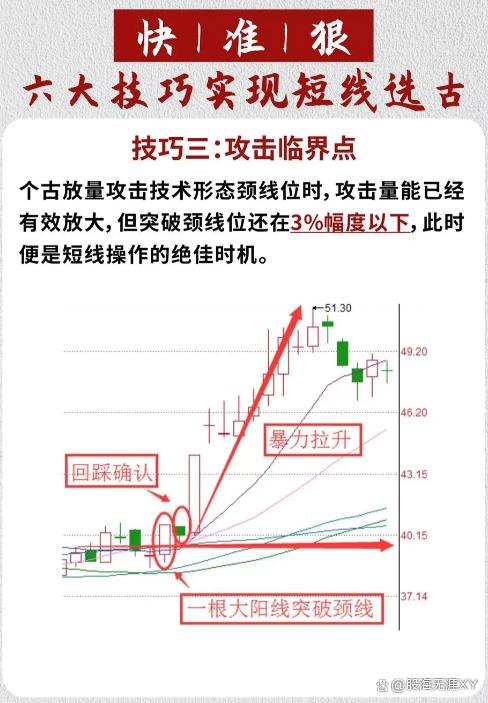 快|准|狠
六大技巧实现短线选古
技巧三：攻击临界点
个古放量攻击技术形态颈线位时，攻击量能已经
有效放大，但突破颈线位还在3%幅度以下，此时
便是短线操作的绝佳时机。
51.30
49.20
46.20
暴力拉升
回踩确认
43.15
40.15
37.14
一根大阳线突破颈线
@股海无涯XY